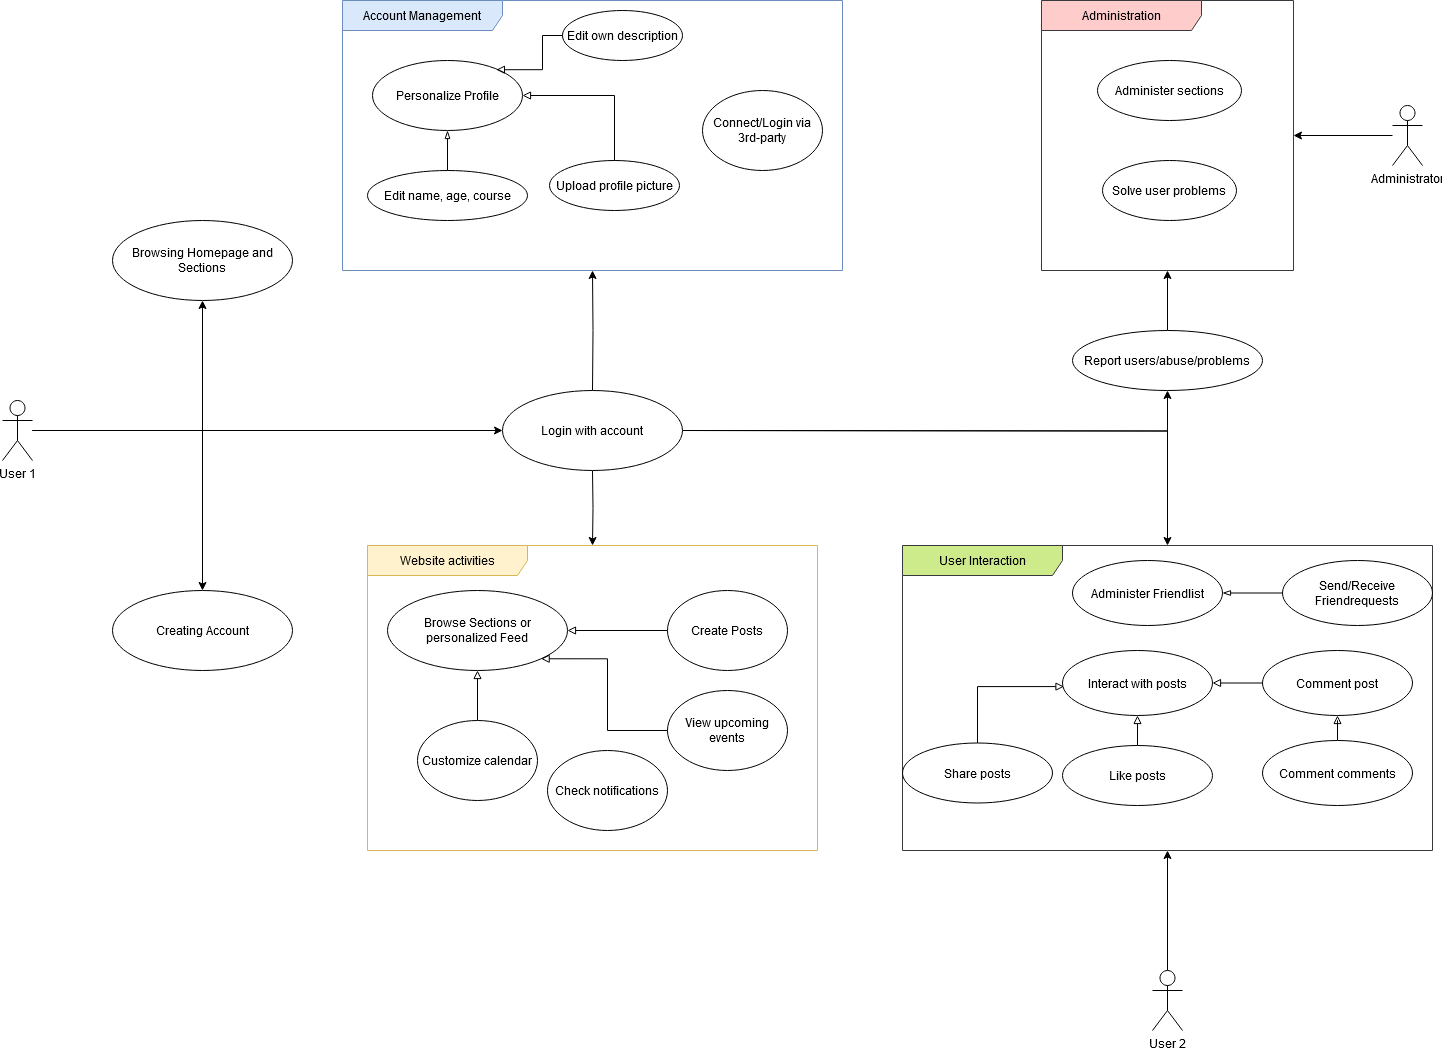 Account Management
Edit own description
Personalize Profile
Connect/Login via
3rd-party
Edit name, age, course
Upload profile picture
Administration
Administer sections
Solve user problems
Administrator
Browsing Homepage and
Sections
Report users/abuse/problems
User 1
Login with account
Creating Account
Website activities
Browse Sections or
personalized Feed
Create Posts
View upcoming
events
Customize calendar
Check notifications
User Interaction
Administer Friendlist
Send/Receive
Friendrequests
Interact with posts
Comment post
Share posts
Like posts
Comment comments
User 2